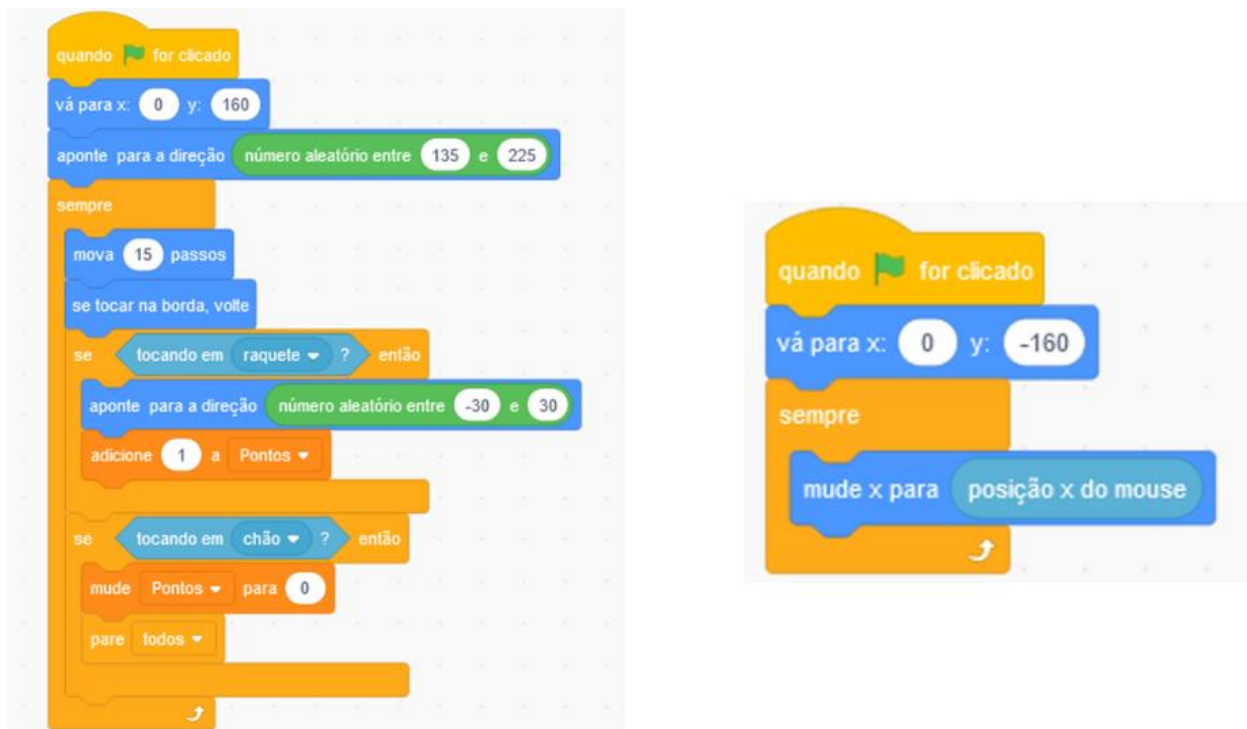 quando for clicado
vá para x: 0 y: 160
aponte para a direção número aleatório entre 135 e 225
sempre
mova 15 passos
se tocar na borda, volte
se tocando em raquete ? então
aponte para a direção número aleatório entre -30 e 30
adicione 1 a Pontos
se tocando em chão ? então
mude Pontos para 0
pare todos
quando for clicado
vá para x: 0 y: -160
sempre
mude x para posição x do mouse